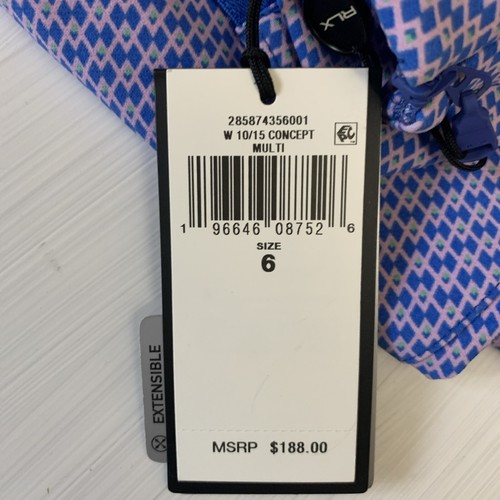 RLX
285874356001
W 10/15 CONCEPT
MULTI
1 96646 08752 6
SIZE
6
EXTENSIBLE
MSRP $188.00